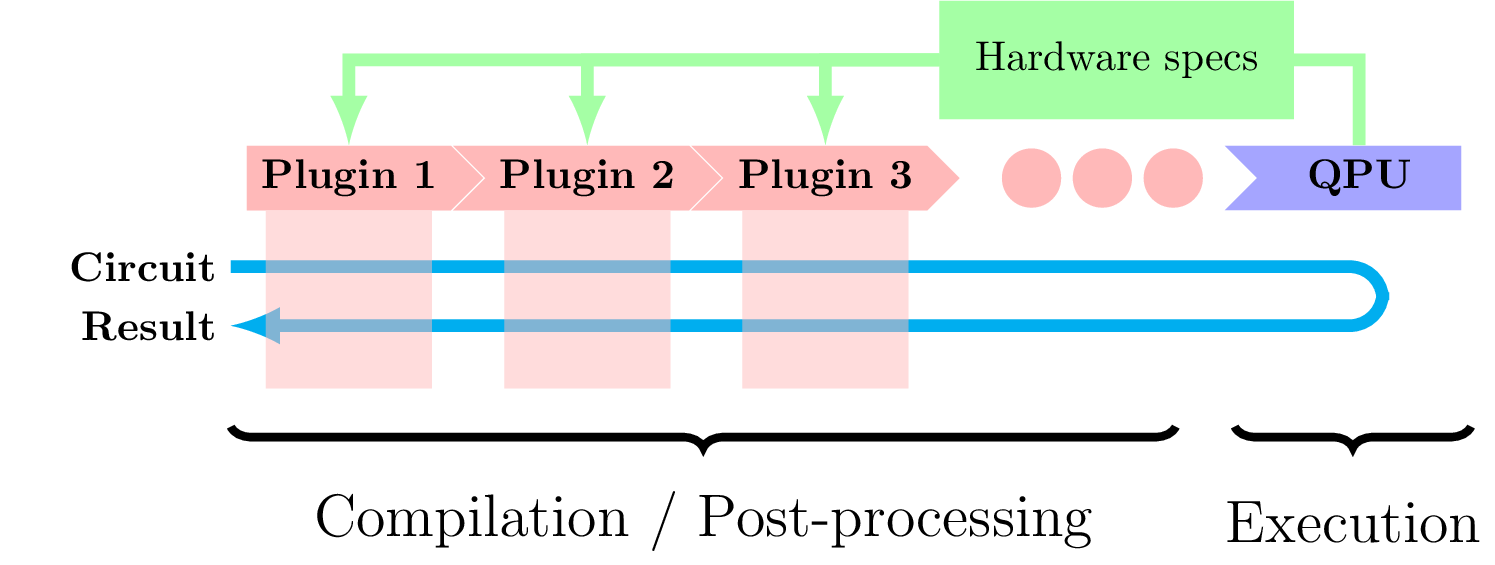 Hardware specs
Plugin 1 Plugin 2 Plugin 3 QPU
Circuit
Result
Compilation / Post-processing Execution